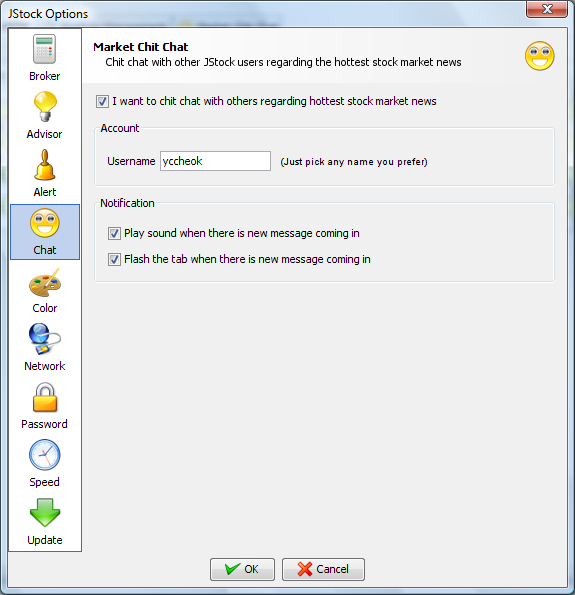 JStock Options
Broker
Advisor
Alert
Chat
Color
Network
Password
Speed
Update
Market Chit Chat
Chit chat with other JStock users regarding the hottest stock market news
I want to chit chat with others regarding hottest stock market news
Account
Username yccheok (Just pick any name you prefer)
Notification
Play sound when there is new message coming in
Flash the tab when there is new message coming in
OK Cancel